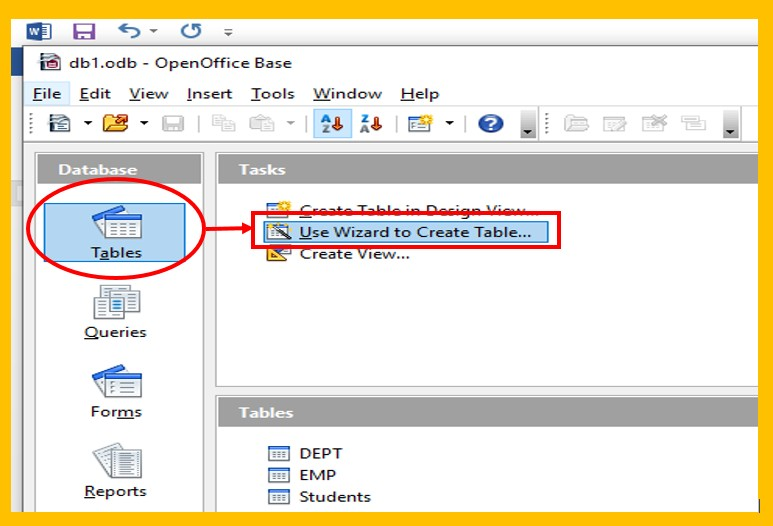 db1.odb - OpenOffice Base
File Edit View Insert Tools Window Help
Database
Tasks
Create Table in Design View...
Use Wizard to Create Table...
Create View...
Tables
Queries
Forms
Reports
Tables
DEPT
EMP
Students